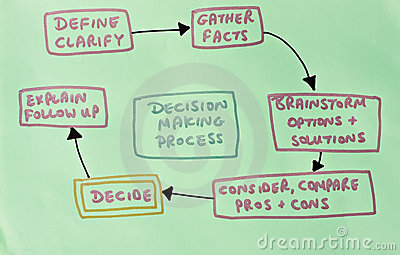 DEFINE
CLARIFY
GATHER
FACTS
BRAINSTORM
OPTIONS +
SOLUTIONS
CONSIDER, COMPARE
PROS + CONS
DECIDE
EXPLAIN
FOLLOW UP
DECISION
MAKING
PROCESS
dreamstime.com